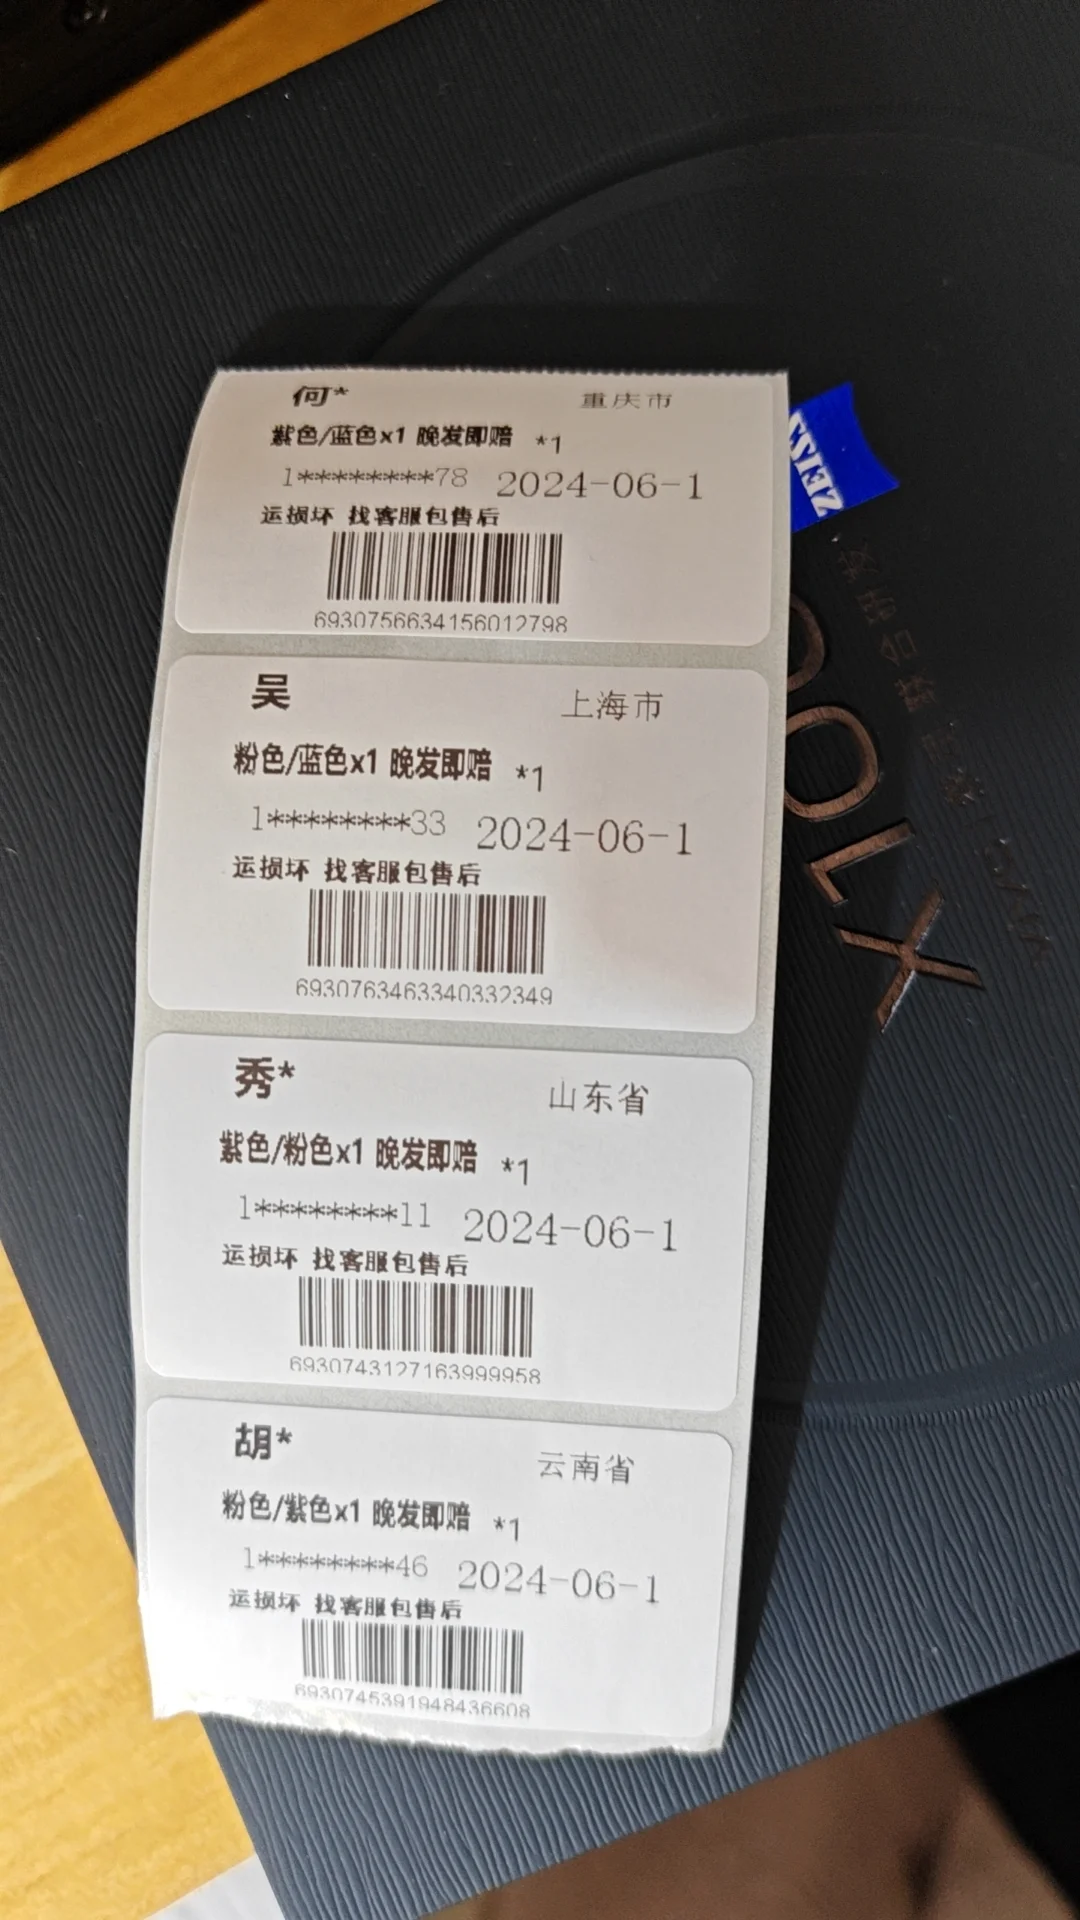 何* 重庆市
紫色/蓝色x1 晚发即赔 *1
1********78 2024-06-1
运损坏 找客服包售后
6930756634156012798
吴 上海市
粉色/蓝色x1 晚发即赔 *1
1********33 2024-06-1
运损坏 找客服包售后
6930763463340332349
秀* 山东省
紫色/粉色x1 晚发即赔 *1
1********11 2024-06-1
运损坏 找客服包售后
6930743127163999958
胡* 云南省
粉色/紫色x1 晚发即赔 *1
1********46 2024-06-1
运损坏 找客服包售后
6930745391948436608
ZEISS